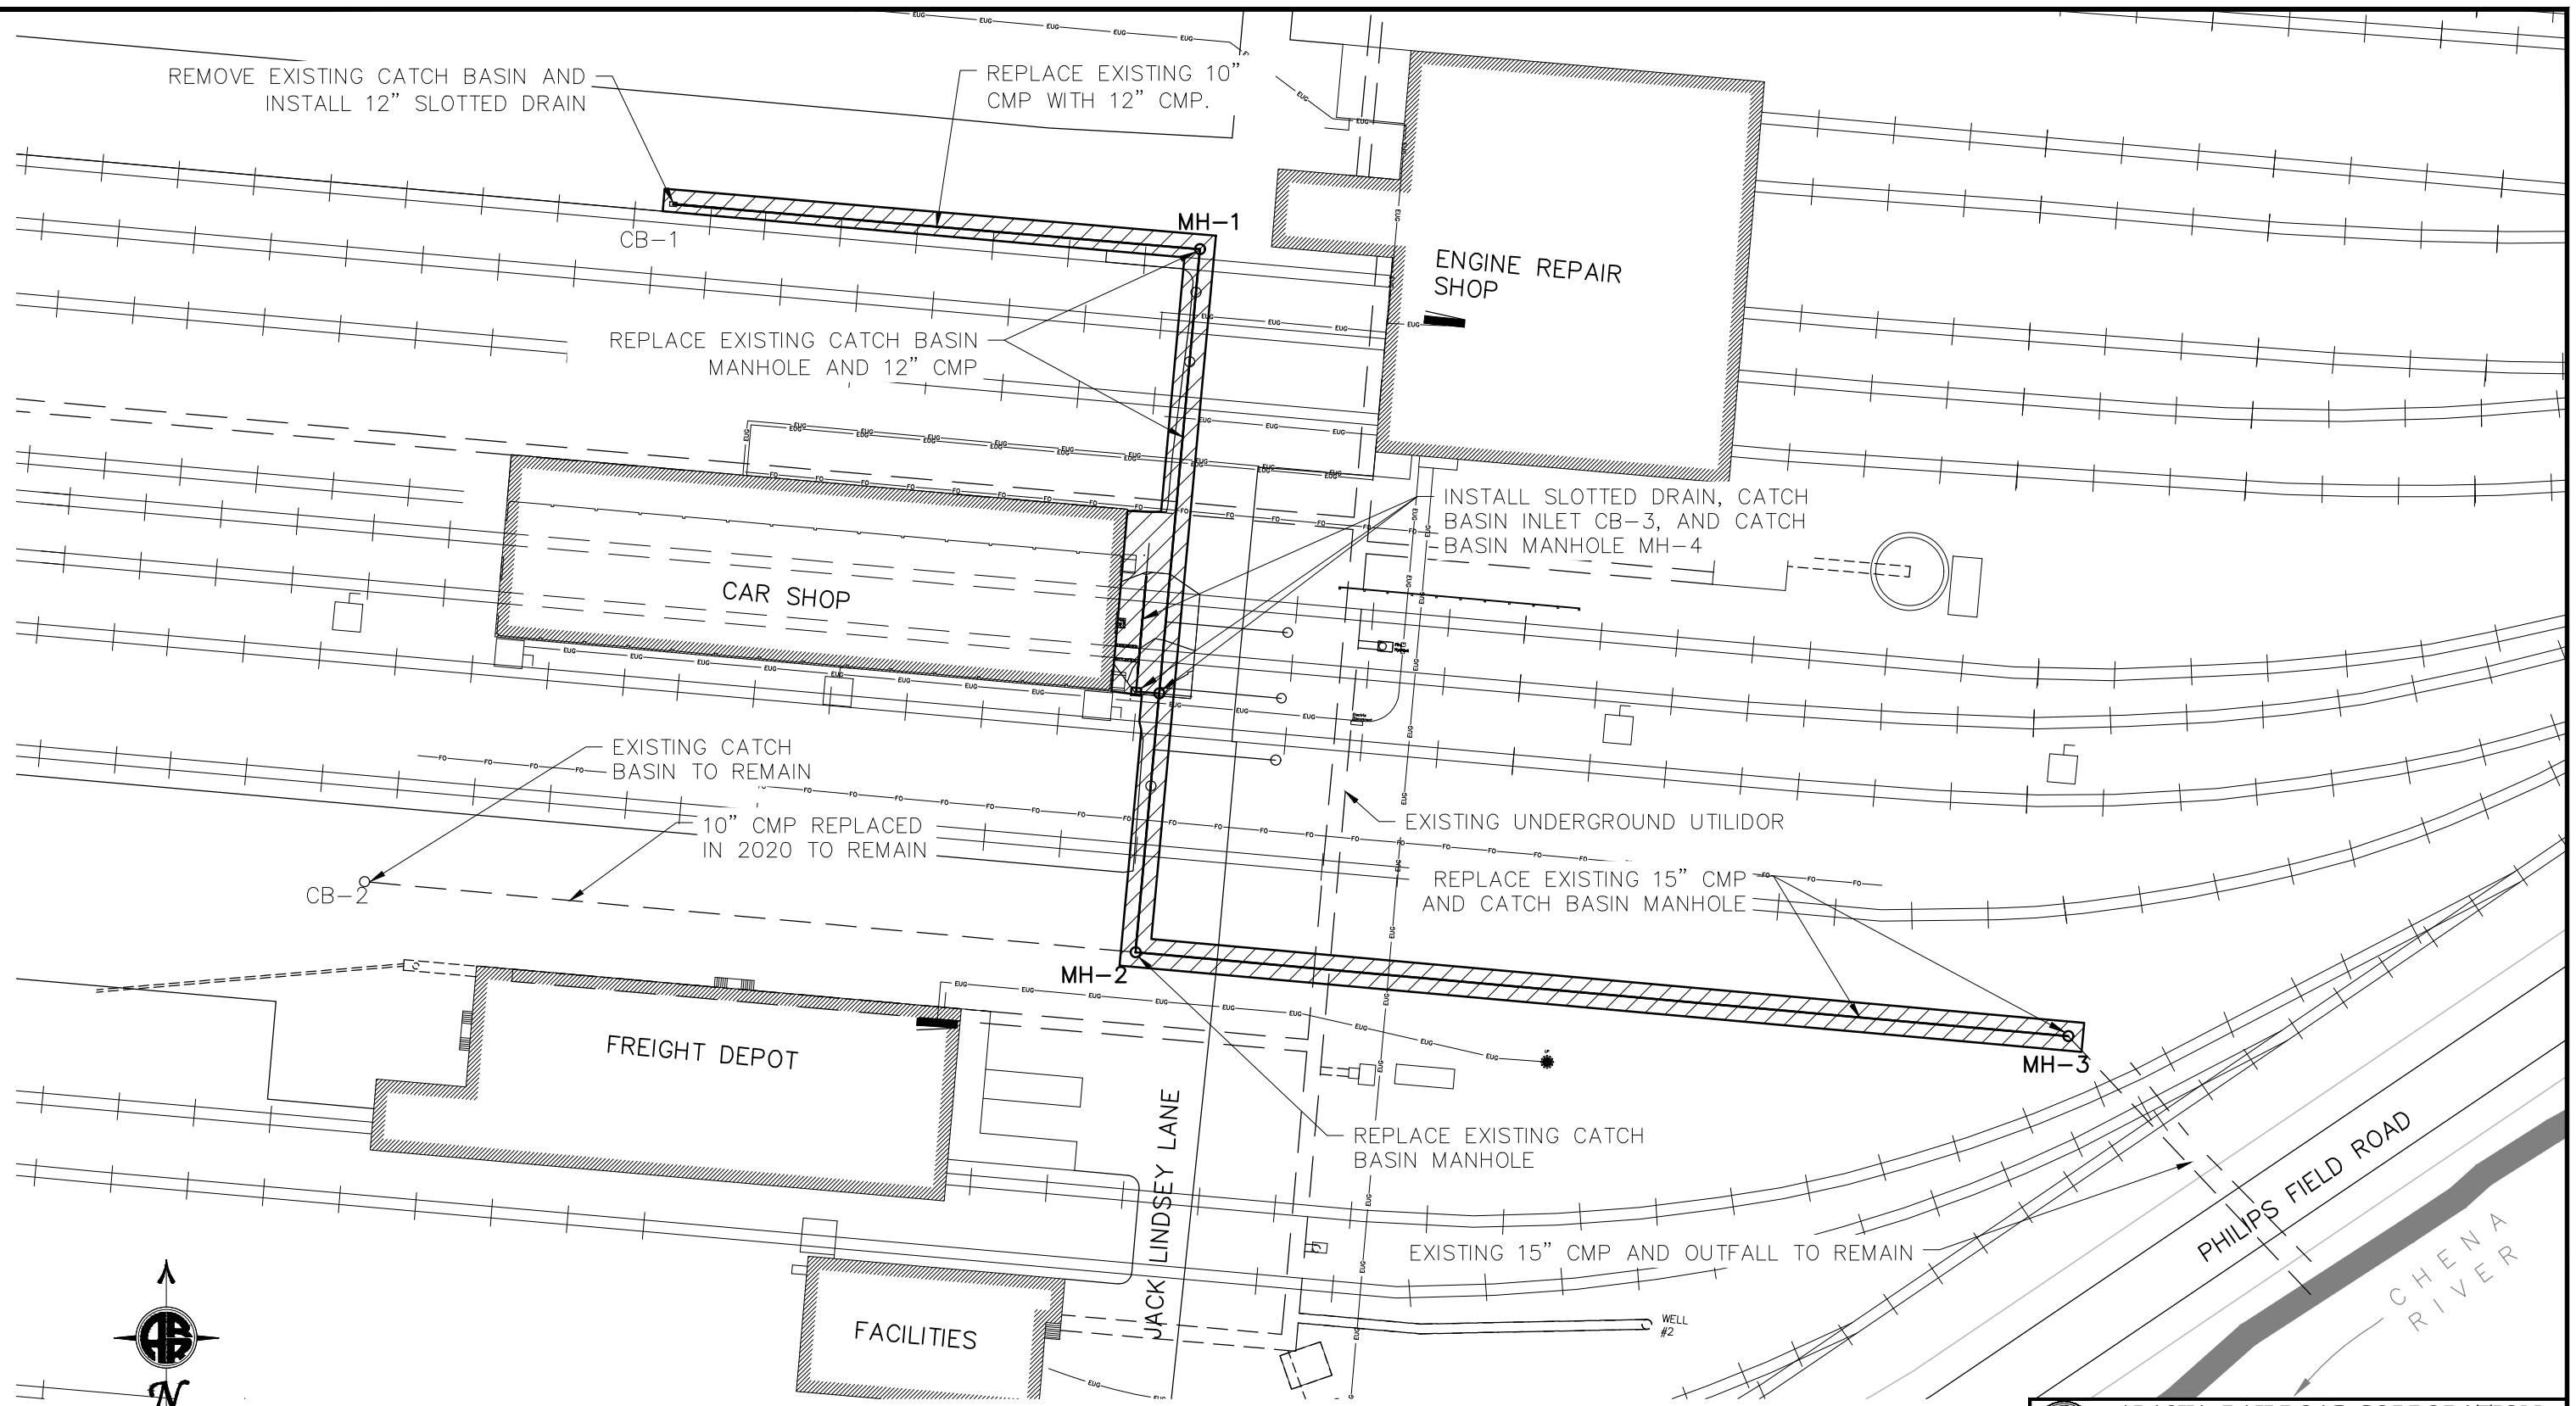 REMOVE EXISTING CATCH BASIN AND
INSTALL 12” SLOTTED DRAIN
REPLACE EXISTING 10”
CMP WITH 12” CMP.
CB-1
MH-1
ENGINE REPAIR
SHOP
REPLACE EXISTING CATCH BASIN
MANHOLE AND 12” CMP
INSTALL SLOTTED DRAIN, CATCH
BASIN INLET CB-3, AND CATCH
BASIN MANHOLE MH-4
CAR SHOP
EXISTING CATCH
BASIN TO REMAIN
10” CMP REPLACED
IN 2020 TO REMAIN
CB-2
EXISTING UNDERGROUND UTILIDOR
REPLACE EXISTING 15” CMP
AND CATCH BASIN MANHOLE
MH-2
MH-3
FREIGHT DEPOT
JACK LINDSEY LANE
REPLACE EXISTING CATCH
BASIN MANHOLE
EXISTING 15” CMP AND OUTFALL TO REMAIN
PHILIPS FIELD ROAD
CHENA
RIVER
FACILITIES
WELL
#2
N
EUG
FO